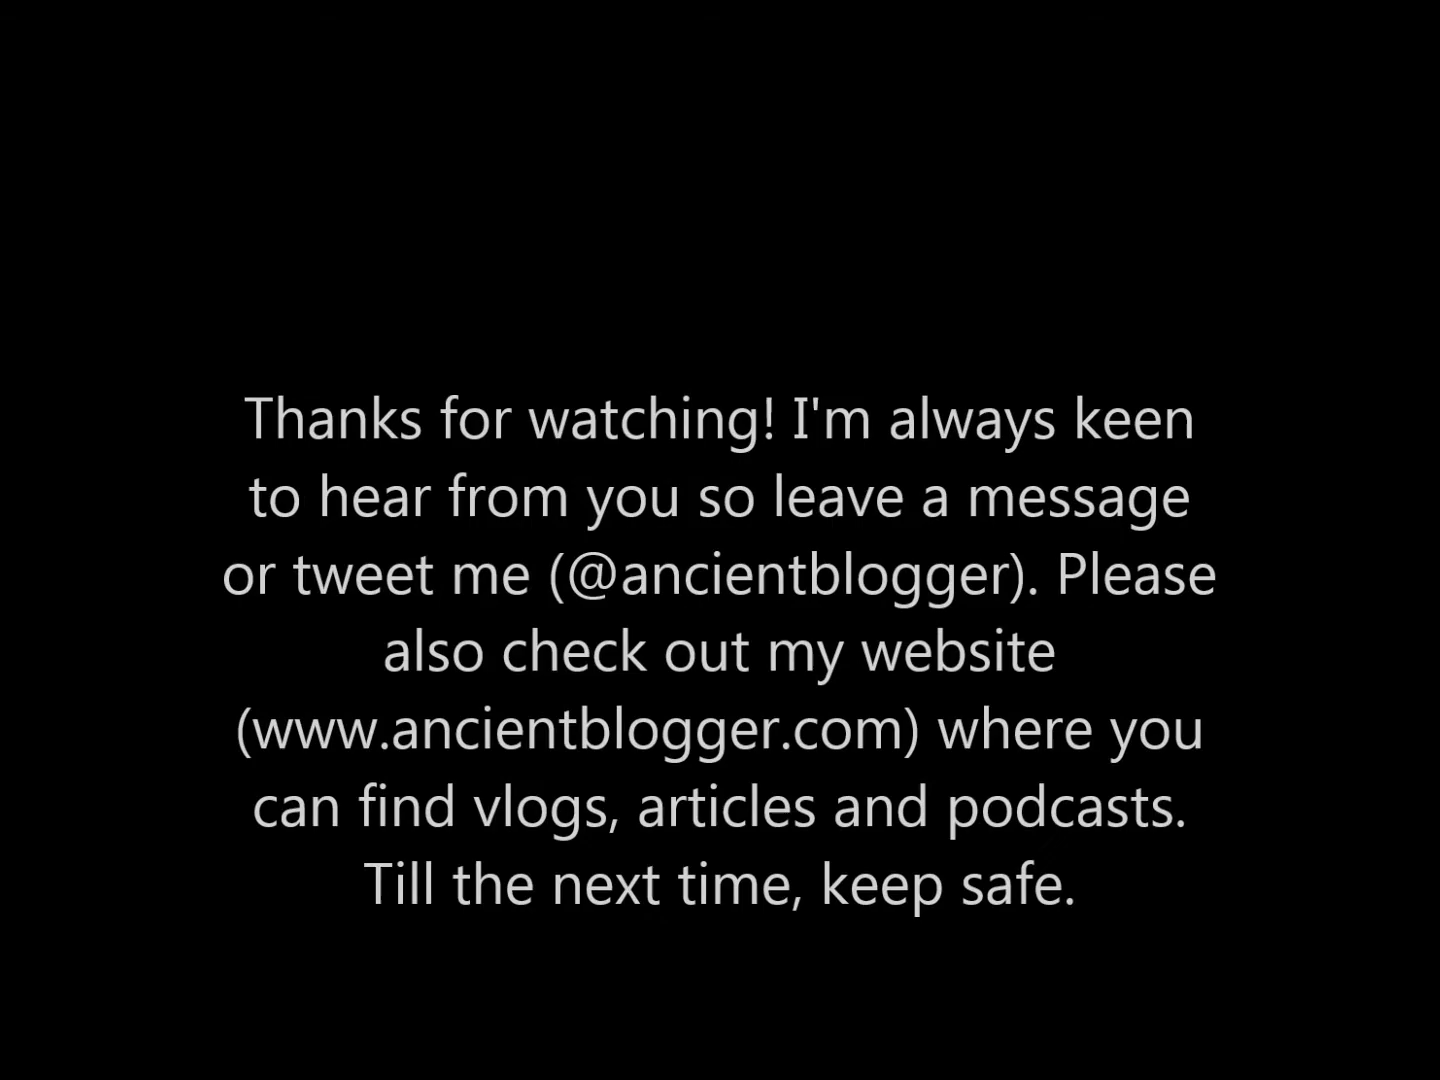 Thanks for watching! I'm always keen
to hear from you so leave a message
or tweet me (@ancientblogger). Please
also check out my website
(www.ancientblogger.com) where you
can find vlogs, articles and podcasts.
Till the next time, keep safe.